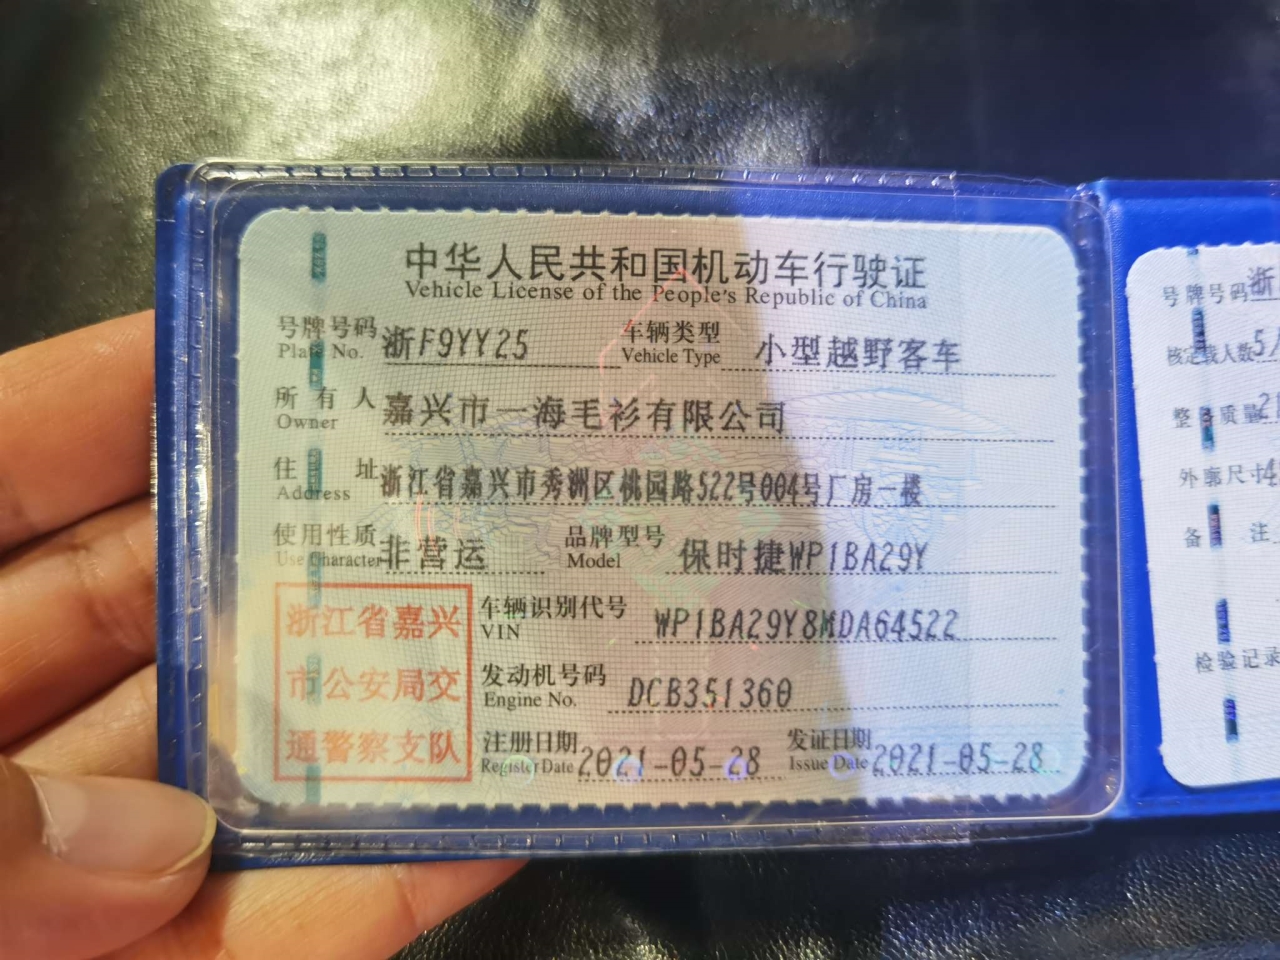 中华人民共和国机动车行驶证
Vehicle License of the People's Republic of China
号牌号码 浙F9YY25 车辆类型 小型越野客车
Plate No. Vehicle Type
所有人 嘉兴市一海毛衫有限公司
Owner
住址 浙江省嘉兴市秀洲区桃园路522号004号厂房一楼
Address
使用性质 非营运 品牌型号 保时捷WP1BA29Y
Use Character Model
浙江省嘉兴
市公安局交
通警察支队
车辆识别代号 WP1BA29Y8MDA64522
VIN
发动机号码 DCB351360
Engine No.
注册日期 2021-05-28 发证日期 2021-05-28
Register Date Issue Date
号牌号码 浙
核定载人数 5人
整备质量 2
外廓尺寸 4
备注
检验记录